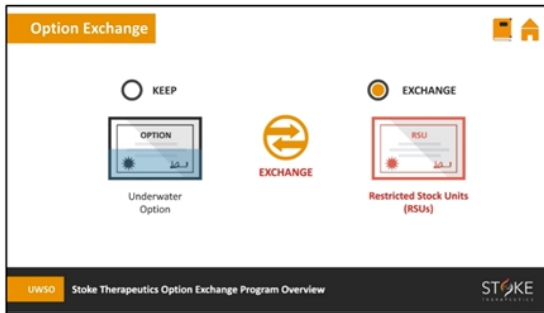 Option Exchange
KEEP
EXCHANGE
OPTION
RSU
EXCHANGE
Underwater
Option
Restricted Stock Units
(RSUs)
UWSO
Stoke Therapeutics Option Exchange Program Overview
STOKE
THERAPEUTICS